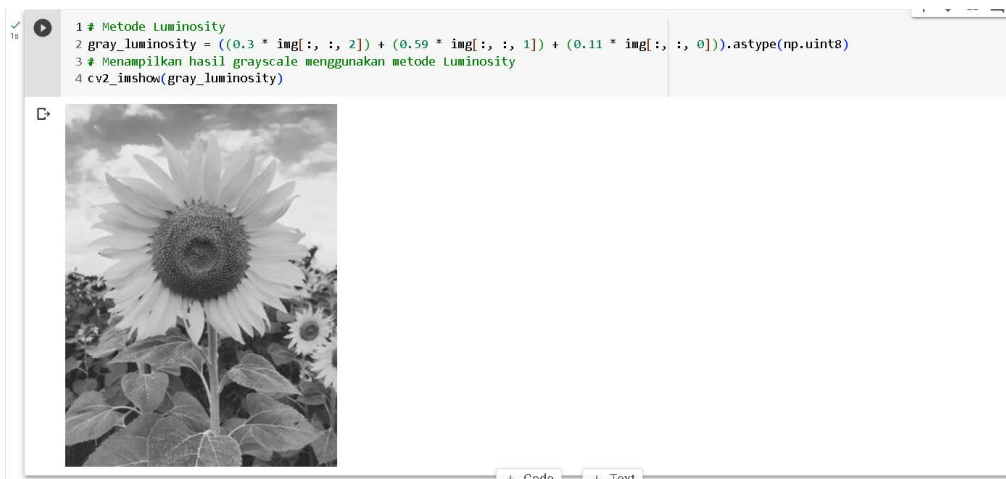 1s
1 # Metode Luminosity
2 gray_luminosity = ((0.3 * img[:, :, 2]) + (0.59 * img[:, :, 1]) + (0.11 * img[:, :, 0])).astype(np.uint8)
3 # Menampilkan hasil grayscale menggunakan metode Luminosity
4 cv2_imshow(gray_luminosity)
+ Code + Text